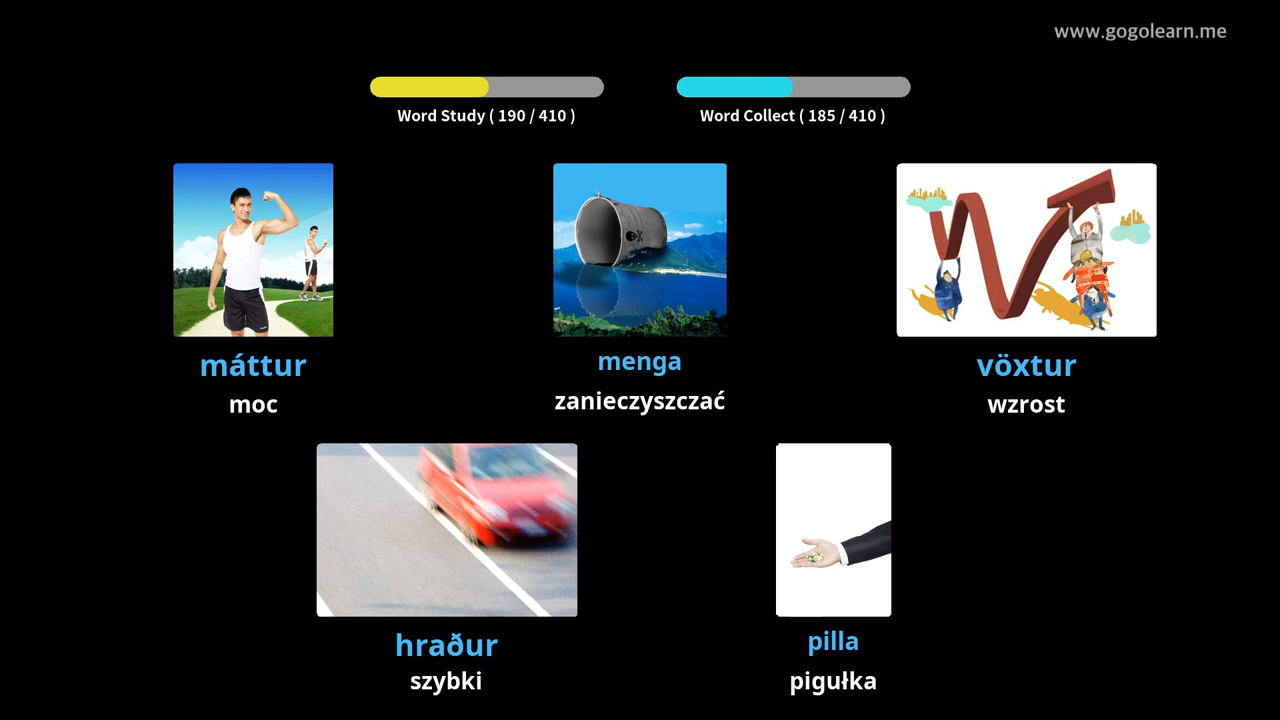 www.gogolearn.me
Word Study ( 190 / 410 )
Word Collect ( 185 / 410 )
máttur
moc
menga
zanieczyszczać
vöxtur
wzrost
hraður
szybki
pilla
pigułka